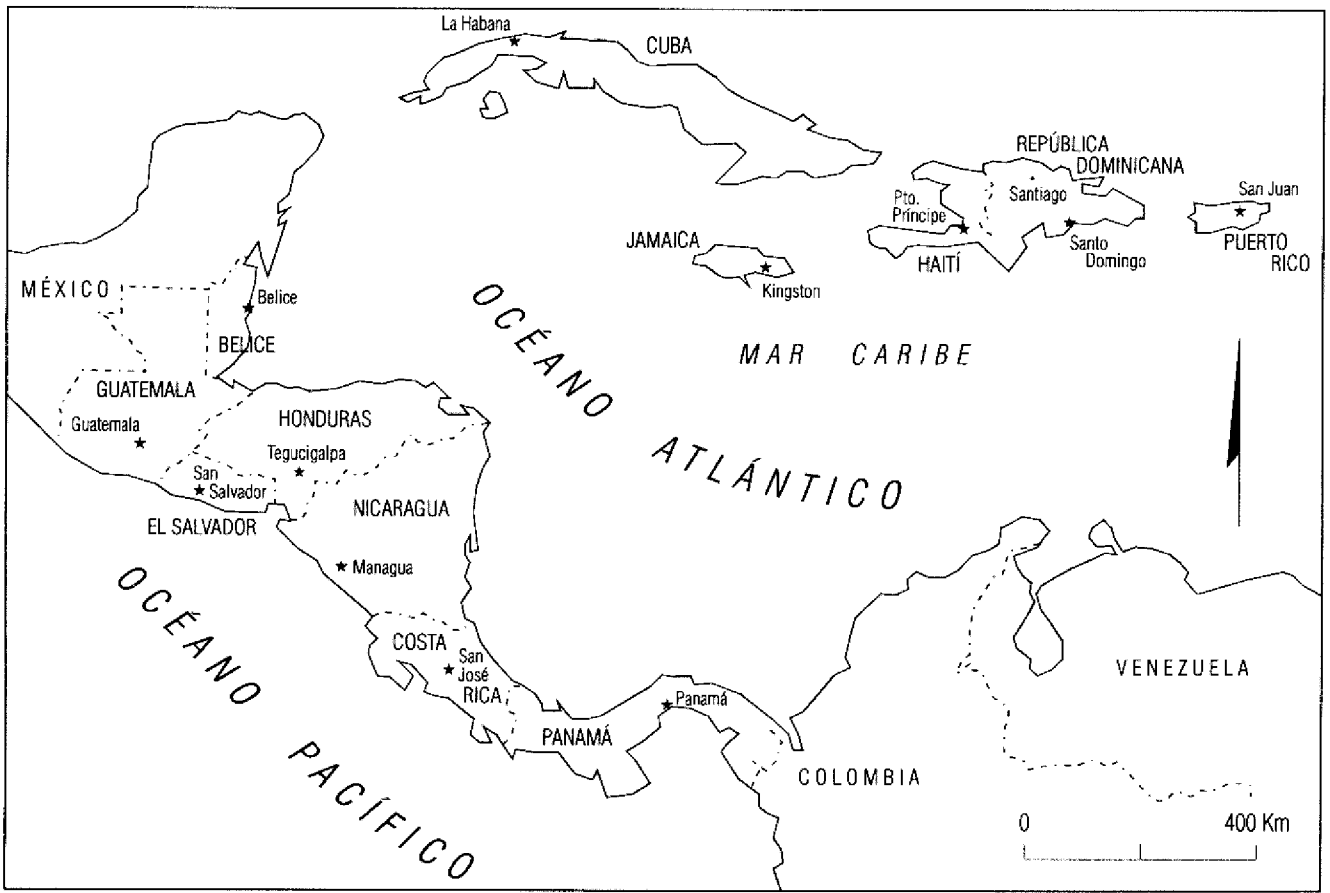 La Habana
CUBA
REPÚBLICA
DOMINICANA
Santiago
San Juan
Pto.
Príncipe
JAMAICA
HAITÍ
Santo
Domingo
PUERTO
RICO
Kingston
MÉXICO
Belice
BELICE
OCÉANO
ATLÁNTICO
MAR CARIBE
GUATEMALA
Guatemala
HONDURAS
Tegucigalpa
San
Salvador
EL SALVADOR
NICARAGUA
Managua
OCÉANO
PACÍFICO
COSTA
RICA
San
José
PANAMÁ
Panamá
COLOMBIA
VENEZUELA
0 400 Km